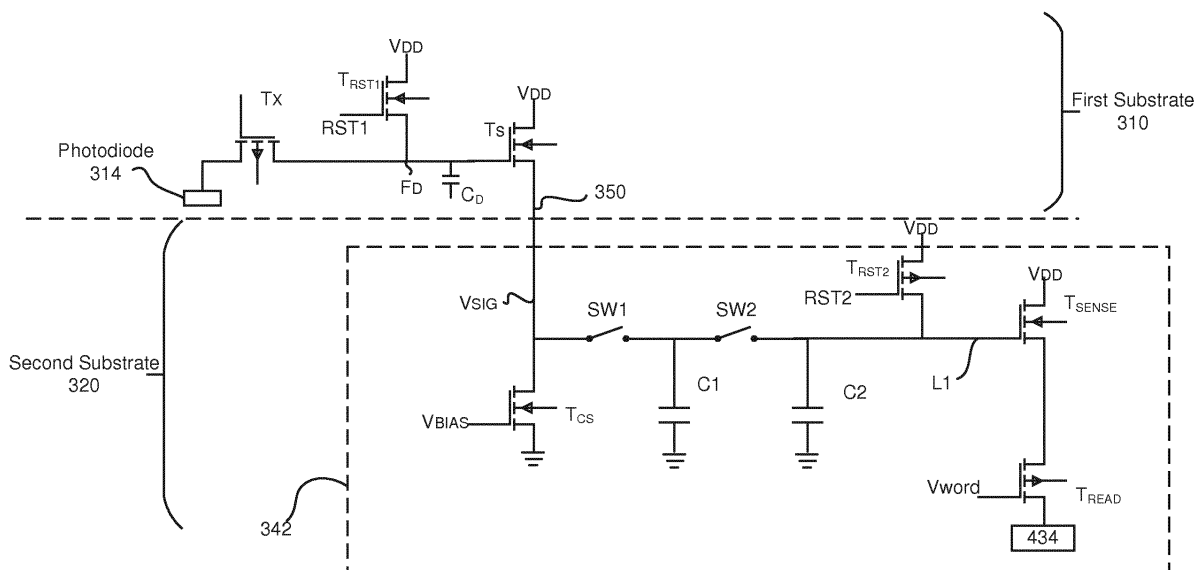 VDD
TRST1
RST1
TX
VDD
TS
First Substrate
310
Photodiode
314
FD
CD
350
VDD
TRST2
RST2
VDD
TSENSE
VSIG
SW1
SW2
L1
Second Substrate
320
C1
C2
VBIAS
TCS
Vword
TREAD
342
434